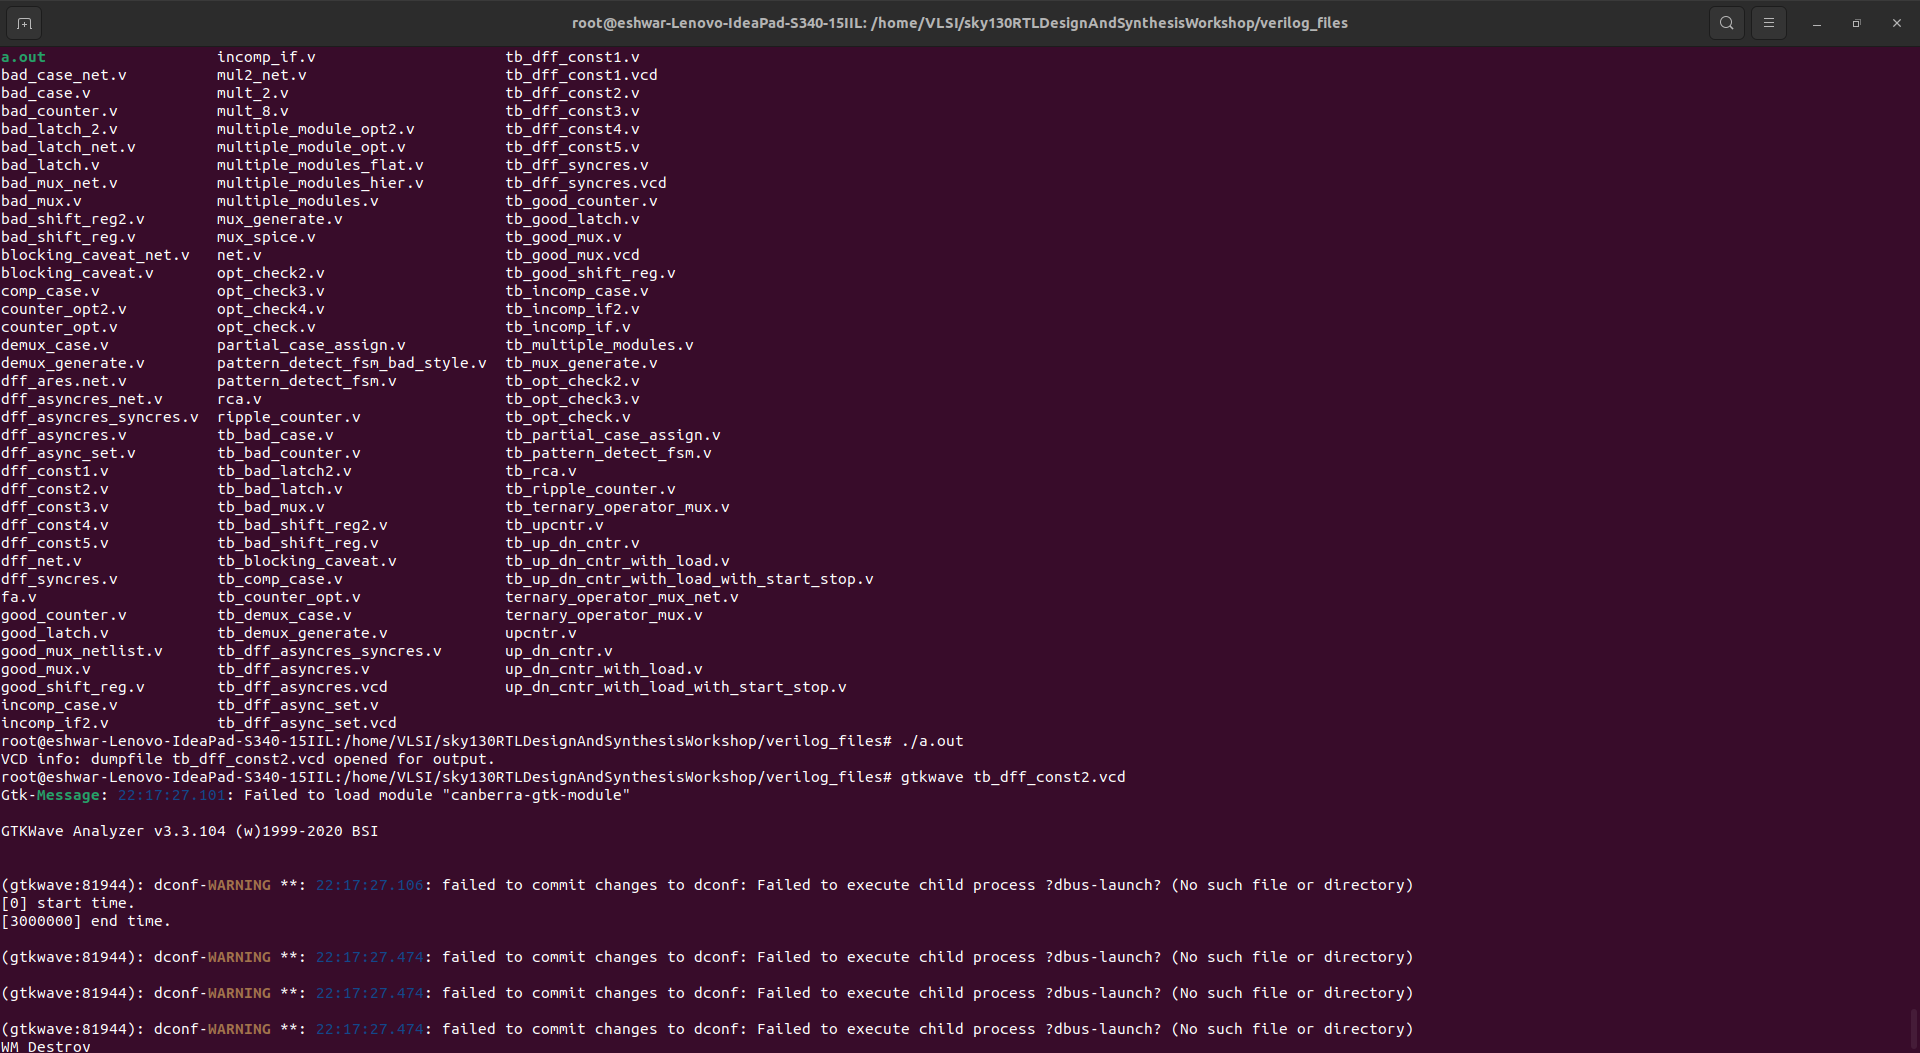 root@eshwar-Lenovo-IdeaPad-S340-15IIL: /home/VLSI/sky130RTLDesignAndSynthesisWorkshop/verilog_files
a.out incomp_if.v tb_dff_const1.v
bad_case_net.v mul2_net.v tb_dff_const1.vcd
bad_case.v mult_2.v tb_dff_const2.v
bad_counter.v mult_8.v tb_dff_const3.v
bad_latch_2.v multiple_module_opt2.v tb_dff_const4.v
bad_latch_net.v multiple_module_opt.v tb_dff_const5.v
bad_latch.v multiple_modules_flat.v tb_dff_syncres.v
bad_mux_net.v multiple_modules_hier.v tb_dff_syncres.vcd
bad_mux.v multiple_modules.v tb_good_counter.v
bad_shift_reg2.v mux_generate.v tb_good_latch.v
bad_shift_reg.v mux_spice.v tb_good_mux.v
blocking_caveat_net.v net.v tb_good_mux.vcd
blocking_caveat.v opt_check2.v tb_good_shift_reg.v
comp_case.v opt_check3.v tb_incomp_case.v
counter_opt2.v opt_check4.v tb_incomp_if2.v
counter_opt.v opt_check.v tb_incomp_if.v
demux_case.v partial_case_assign.v tb_multiple_modules.v
demux_generate.v pattern_detect_fsm_bad_style.v tb_mux_generate.v
dff_ares.net.v pattern_detect_fsm.v tb_opt_check2.v
dff_asyncres_net.v rca.v tb_opt_check3.v
dff_asyncres_syncres.v ripple_counter.v tb_opt_check.v
dff_asyncres.v tb_bad_case.v tb_partial_case_assign.v
dff_async_set.v tb_bad_counter.v tb_pattern_detect_fsm.v
dff_const1.v tb_bad_latch2.v tb_rca.v
dff_const2.v tb_bad_latch.v tb_ripple_counter.v
dff_const3.v tb_bad_mux.v tb_ternary_operator_mux.v
dff_const4.v tb_bad_shift_reg2.v tb_upcntr.v
dff_const5.v tb_bad_shift_reg.v tb_up_dn_cntr.v
dff_net.v tb_blocking_caveat.v tb_up_dn_cntr_with_load.v
dff_syncres.v tb_comp_case.v tb_up_dn_cntr_with_load_with_start_stop.v
fa.v tb_counter_opt.v ternary_operator_mux_net.v
good_counter.v tb_demux_case.v ternary_operator_mux.v
good_latch.v tb_demux_generate.v upcntr.v
good_mux_netlist.v tb_dff_asyncres_syncres.v up_dn_cntr.v
good_mux.v tb_dff_asyncres.v up_dn_cntr_with_load.v
good_shift_reg.v tb_dff_asyncres.vcd up_dn_cntr_with_load_with_start_stop.v
incomp_case.v tb_dff_async_set.v
incomp_if2.v tb_dff_async_set.vcd
root@eshwar-Lenovo-IdeaPad-S340-15IIL:/home/VLSI/sky130RTLDesignAndSynthesisWorkshop/verilog_files# ./a.out
VCD info: dumpfile tb_dff_const2.vcd opened for output.
root@eshwar-Lenovo-IdeaPad-S340-15IIL:/home/VLSI/sky130RTLDesignAndSynthesisWorkshop/verilog_files# gtkwave tb_dff_const2.vcd
Gtk-Message: 22:17:27.101: Failed to load module "canberra-gtk-module"
GTKWave Analyzer v3.3.104 (w)1999-2020 BSI
(gtkwave:81944): dconf-WARNING **: 22:17:27.106: failed to commit changes to dconf: Failed to execute child process ?dbus-launch? (No such file or directory)
[0] start time.
[3000000] end time.
(gtkwave:81944): dconf-WARNING **: 22:17:27.474: failed to commit changes to dconf: Failed to execute child process ?dbus-launch? (No such file or directory)
(gtkwave:81944): dconf-WARNING **: 22:17:27.474: failed to commit changes to dconf: Failed to execute child process ?dbus-launch? (No such file or directory)
(gtkwave:81944): dconf-WARNING **: 22:17:27.474: failed to commit changes to dconf: Failed to execute child process ?dbus-launch? (No such file or directory)
WM Destroy